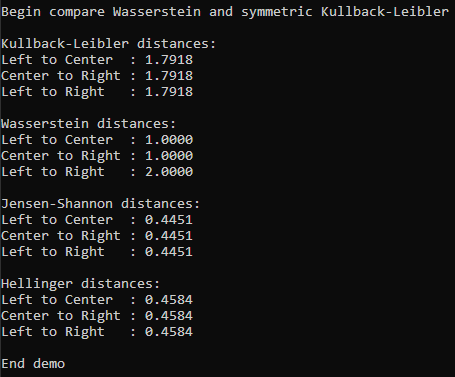 Begin compare Wasserstein and symmetric Kullback-Leibler
Kullback-Leibler distances:
Left to Center  : 1.7918
Center to Right : 1.7918
Left to Right   : 1.7918
Wasserstein distances:
Left to Center  : 1.0000
Center to Right : 1.0000
Left to Right   : 2.0000
Jensen-Shannon distances:
Left to Center  : 0.4451
Center to Right : 0.4451
Left to Right   : 0.4451
Hellinger distances:
Left to Center  : 0.4584
Center to Right : 0.4584
Left to Right   : 0.4584
End demo